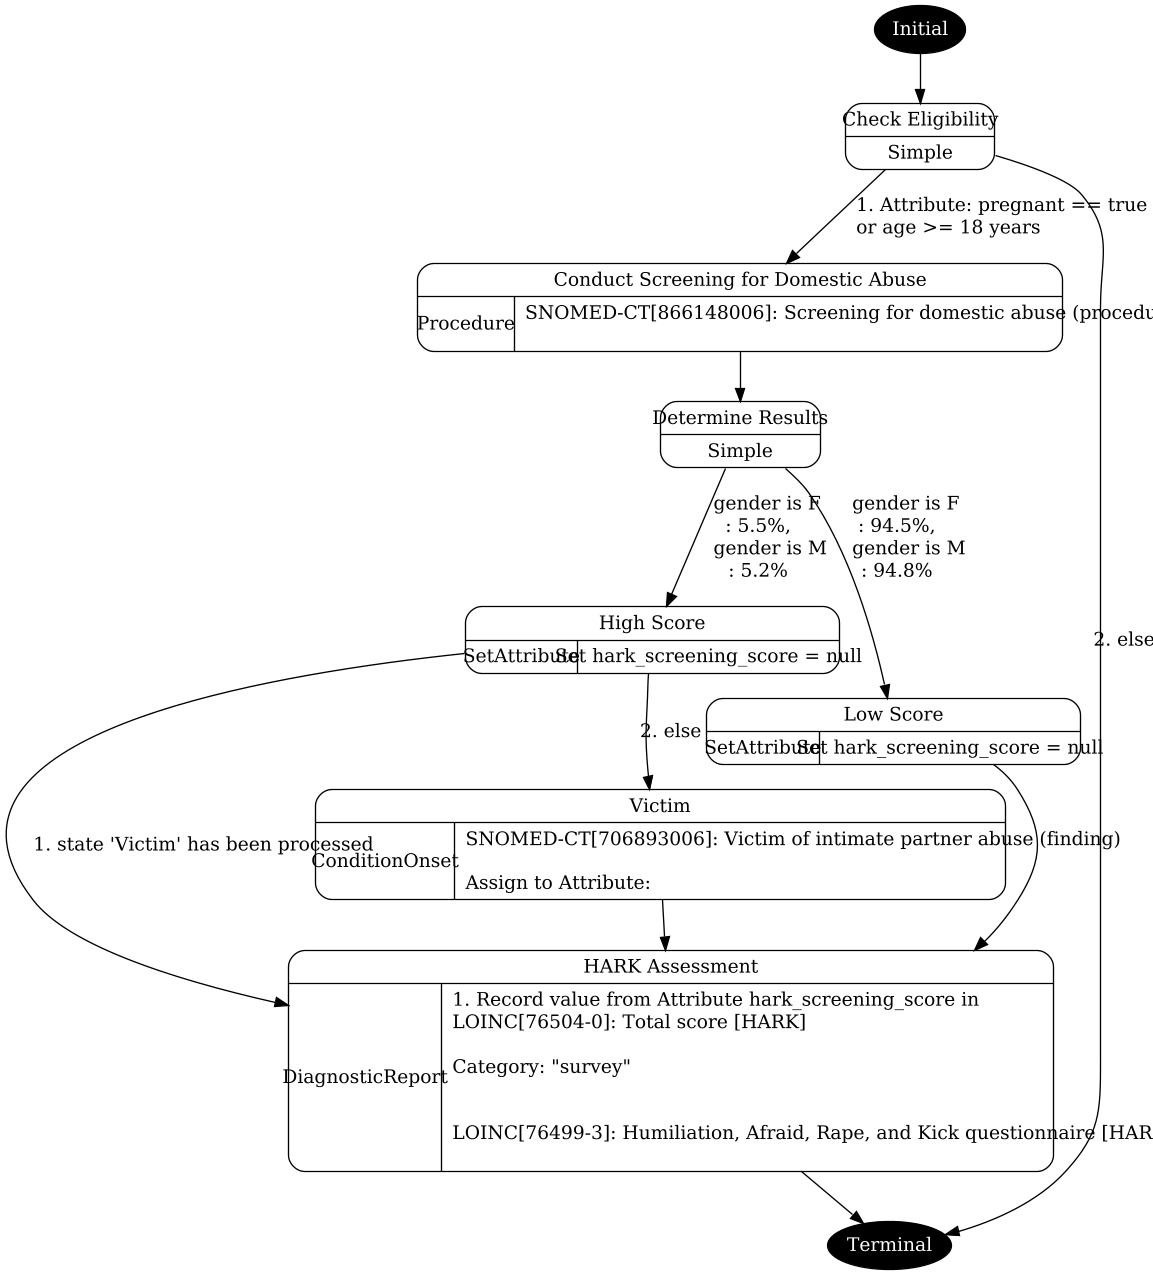 Initial
Check Eligibility
Simple
1. Attribute: pregnant == true
or age >= 18 years
Conduct Screening for Domestic Abuse
Procedure
SNOMED-CT[866148006]: Screening for domestic abuse (procedu
Determine Results
Simple
gender is F
: 5.5%,
gender is M
: 5.2%
gender is F
: 94.5%,
gender is M
: 94.8%
2. else
High Score
SetAttribute
Set hark_screening_score = null
2. else
Low Score
SetAttribute
Set hark_screening_score = null
Victim
1. state 'Victim' has been processed
ConditionOnset
SNOMED-CT[706893006]: Victim of intimate partner abuse (finding)
Assign to Attribute:
HARK Assessment
DiagnosticReport
1. Record value from Attribute hark_screening_score in
LOINC[76504-0]: Total score [HARK]
Category: "survey"
LOINC[76499-3]: Humiliation, Afraid, Rape, and Kick questionnaire [HAR
Terminal